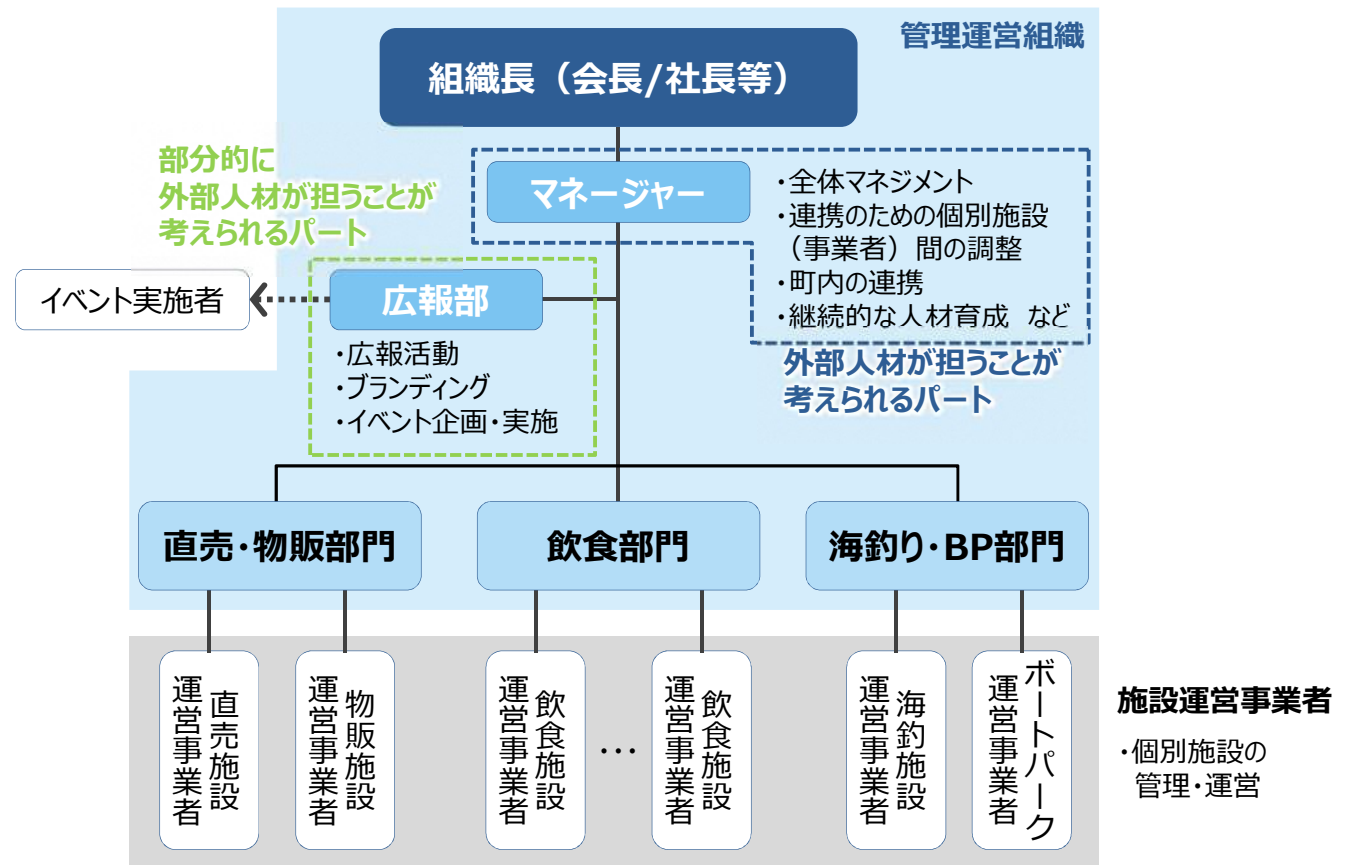 管理運営組織
組織長（会長/社長等）
部分的に
外部人材が担うことが
考えられるパート
マネージャー
・全体マネジメント
・連携のための個別施設
（事業者）間の調整
・町内の連携
・継続的な人材育成 など
外部人材が担うことが
考えられるパート
イベント実施者
広報部
・広報活動
・ブランディング
・イベント企画・実施
直売・物販部門
飲食部門
海釣り・BP部門
直売施設
運営事業者
物販施設
運営事業者
飲食施設
運営事業者
…
飲食施設
運営事業者
海釣施設
運営事業者
ボートパーク
運営事業者
施設運営事業者
・個別施設の
管理・運営